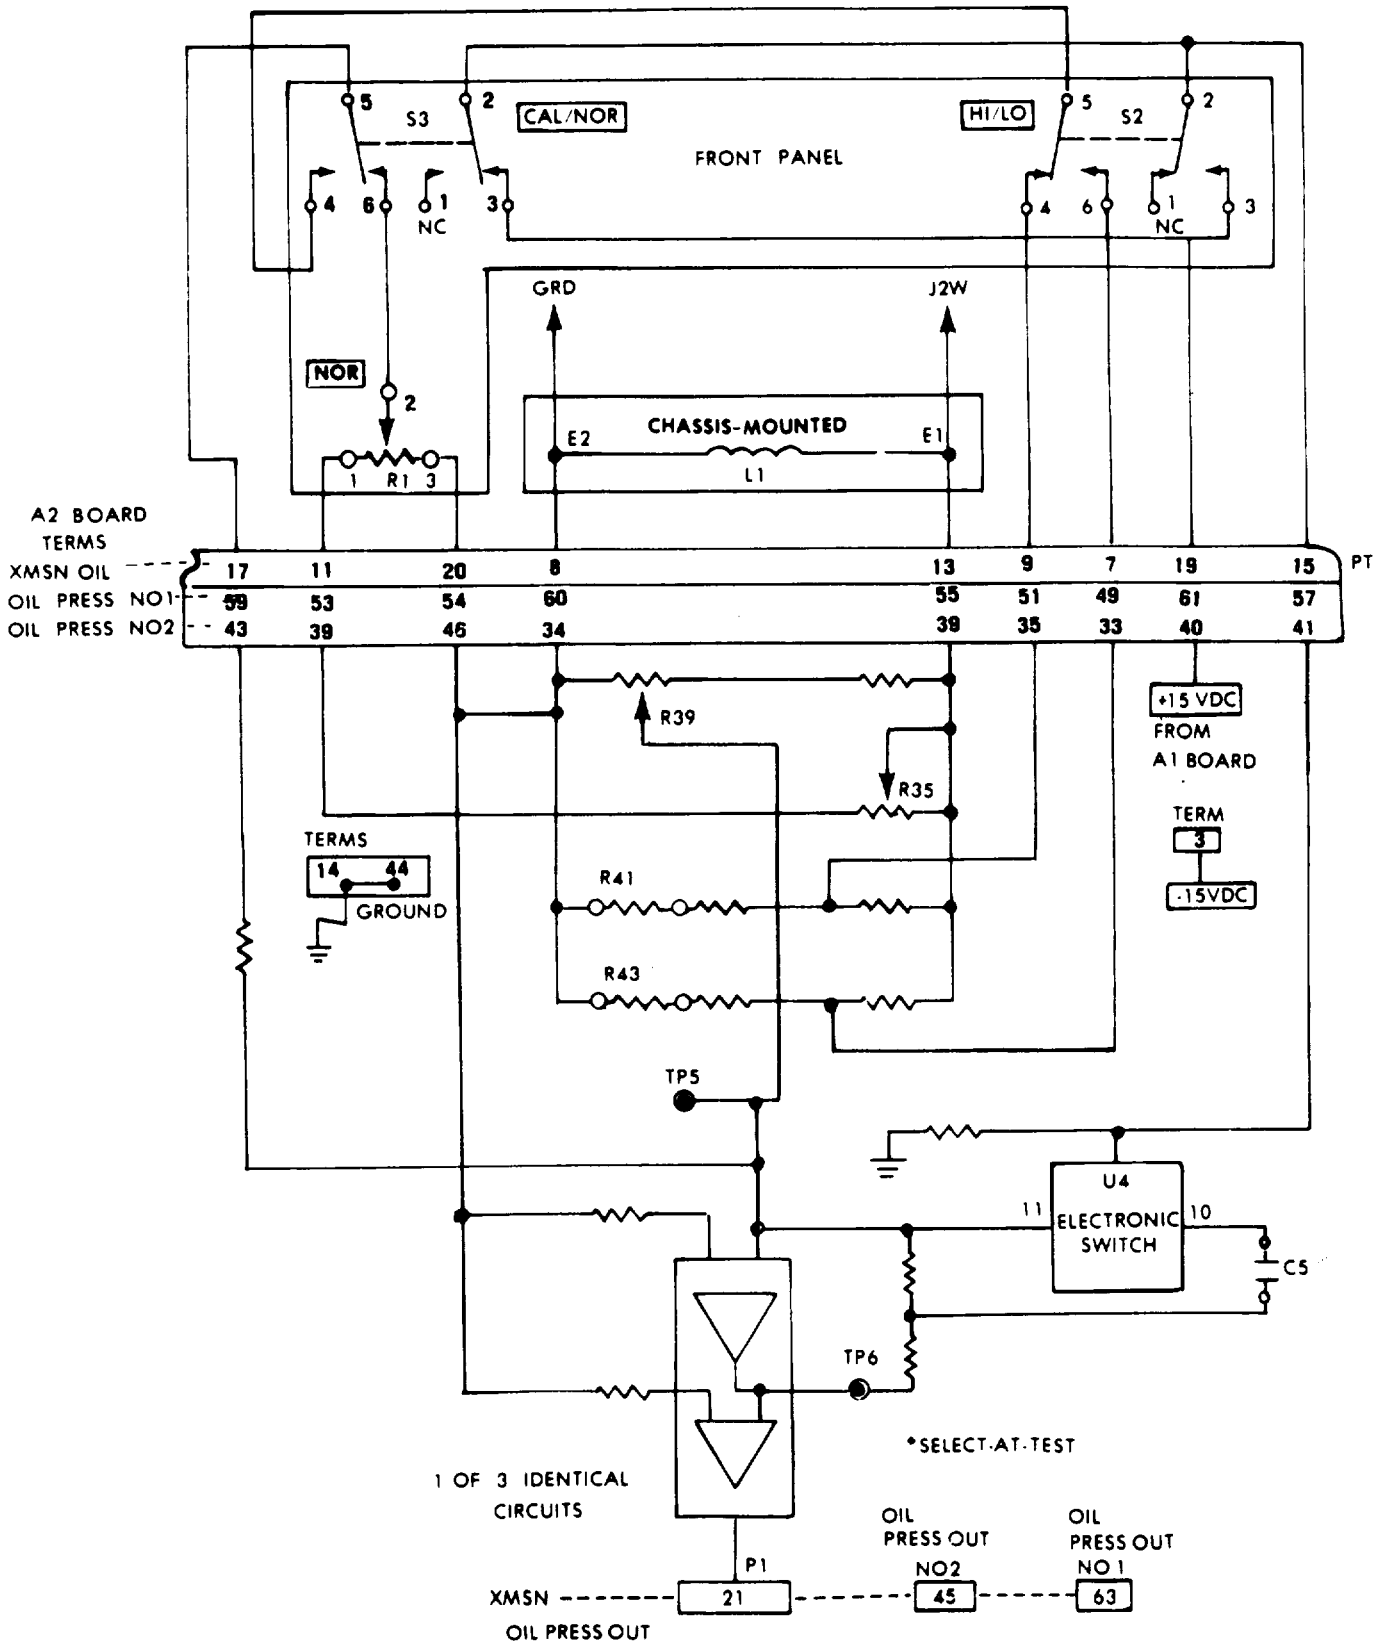 5 2 CAL/NOR HI/LO 5 2
S3 S2
FRONT PANEL
4 6 1 3 4 6 1 3
NC NC
GRD J2W
NOR
2
CHASSIS-MOUNTED
E2 E1
1 R1 3 L1
A2 BOARD
TERMS
XMSN OIL 17 11 20 8 13 9 7 19 15 PT
OIL PRESS NO1 59 53 54 60 55 51 49 61 57
OIL PRESS NO2 43 39 46 34 39 35 33 40 41
R39
+15 VDC
FROM
A1 BOARD
R35
TERM
3
-15VDC
TERMS
14 44
GROUND
R41
R43
TP5
U4
11 ELECTRONIC 10
SWITCH
C5
TP6
*SELECT-AT-TEST
1 OF 3 IDENTICAL
CIRCUITS
OIL
PRESS OUT
NO2
OIL
PRESS OUT
NO 1
P1
XMSN 21 45 63
OIL PRESS OUT